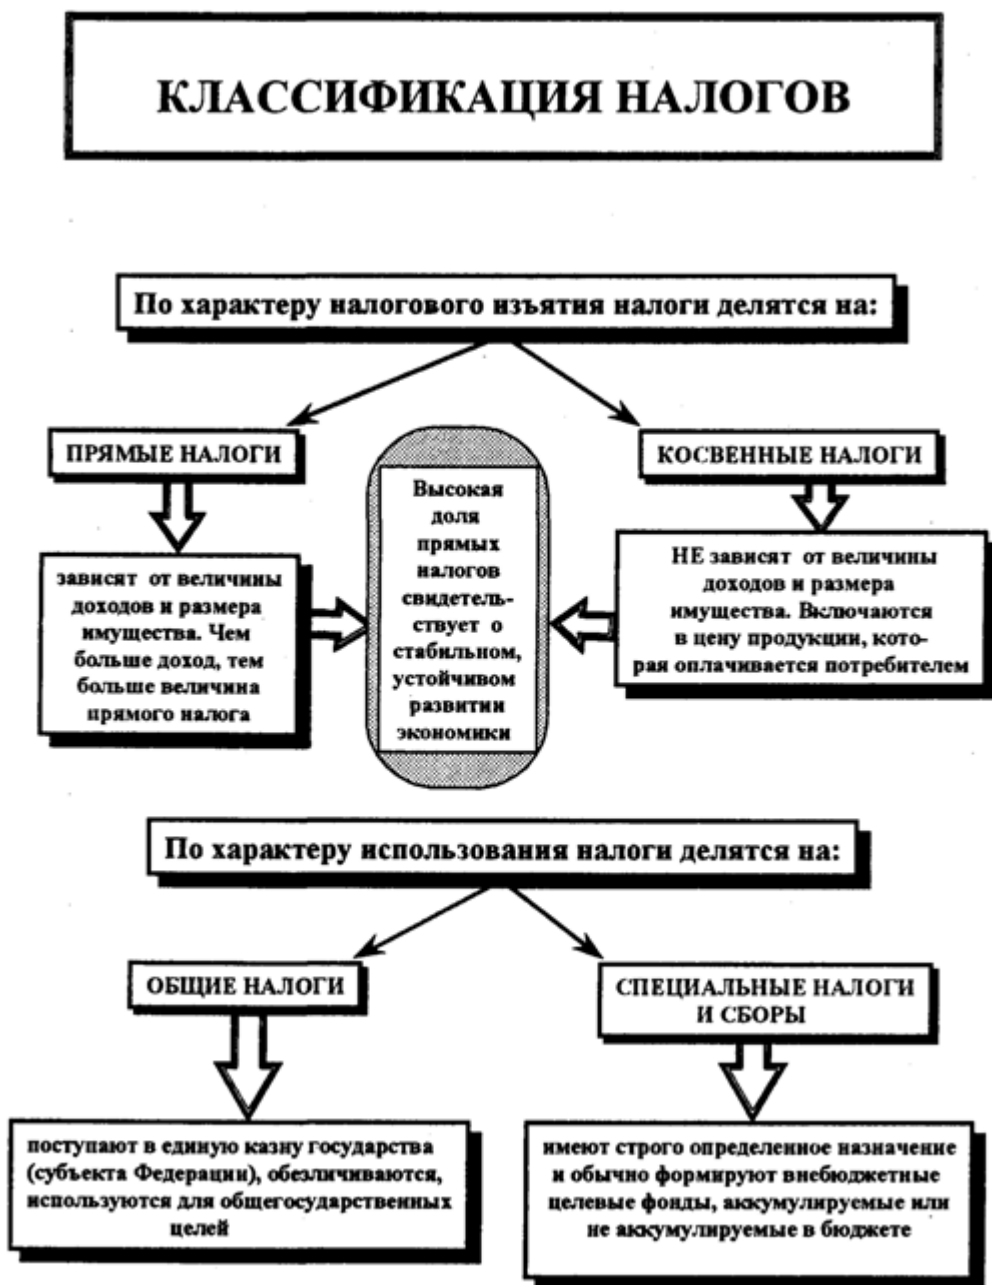 КЛАССИФИКАЦИЯ НАЛОГОВ
По характеру налогового изъятия налоги делятся на:
ПРЯМЫЕ НАЛОГИ
зависят от величины
доходов и размера
имущества. Чем
больше доход, тем
больше величина
прямого налога
Высокая
доля
прямых
налогов
свидетель-
ствует о
стабильном,
устойчивом
развитии
экономики
КОСВЕННЫЕ НАЛОГИ
НЕ зависят от величины
доходов и размера
имущества. Включаются
в цену продукции, кото-
рая оплачивается потребителем
По характеру использования налоги делятся на:
ОБЩИЕ НАЛОГИ
поступают в единую казну государства
(субъекта Федерации), обезличиваются,
используются для общегосударственных
целей
СПЕЦИАЛЬНЫЕ НАЛОГИ
И СБОРЫ
имеют строго определенное назначение
и обычно формируют внебюджетные
целевые фонды, аккумулируемые или
не аккумулируемые в бюджете